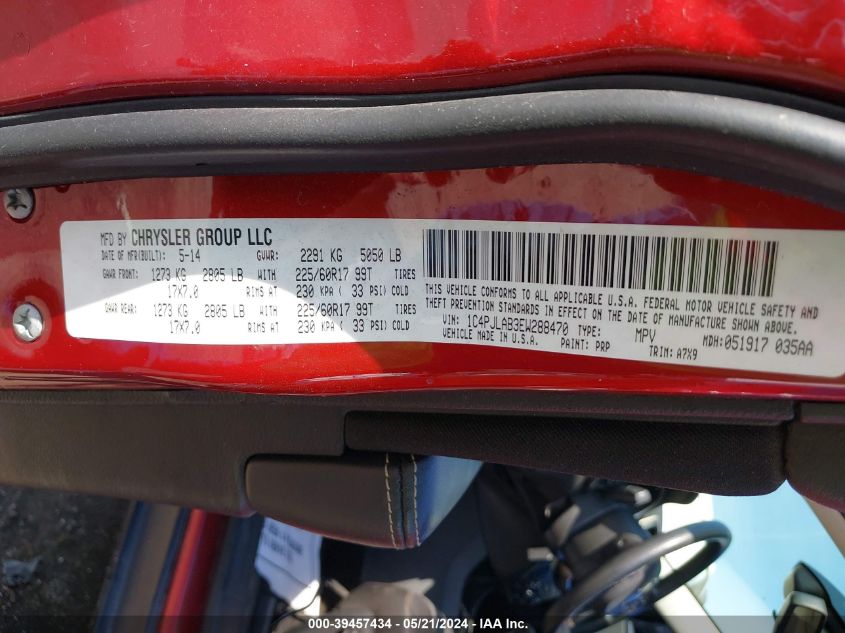 MFD BY CHRYSLER GROUP LLC
DATE OF MFR(BUILT): 5-14 GVWR: 2291 KG 5050 LB
GAWR FRONT: 1273 KG 2805 LB WITH 225/60R17 99T TIRES
17X7.0 RIMS AT 230 KPA ( 33 PSI) COLD
GAWR REAR: 1273 KG 2805 LB WITH 225/60R17 99T TIRES
17X7.0 RIMS AT 230 KPA ( 33 PSI) COLD
THIS VEHICLE CONFORMS TO ALL APPLICABLE U.S.A. FEDERAL MOTOR VEHICLE SAFETY AND
THEFT PREVENTION STANDARDS IN EFFECT ON THE DATE OF MANUFACTURE SHOWN ABOVE.
VIN: 1C4PJLAB3EW288470 TYPE: MPV MDH:051917 035AA
VEHICLE MADE IN U.S.A. PAINT: PRP TRIM: A7X9
000-39457434 - 05/21/2024 - IAA Inc.